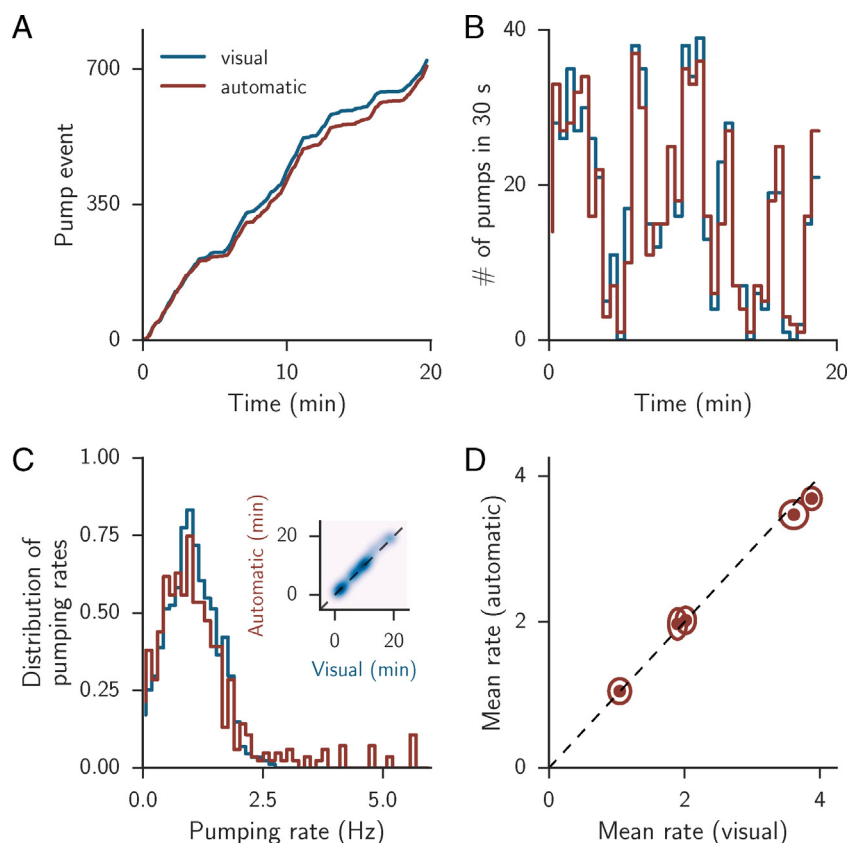 A
visual
automatic
700
350
0
Pump event
0
10
20
Time (min)
B
40
20
0
# of pumps in 30 s
0
10
20
Time (min)
C
1.00
0.75
0.50
0.25
0.00
Distribution of
pumping rates
0.0
2.5
5.0
Pumping rate (Hz)
Automatic (min)
20
0
0
20
Visual (min)
D
4
2
0
Mean rate (automatic)
0
2
4
Mean rate (visual)